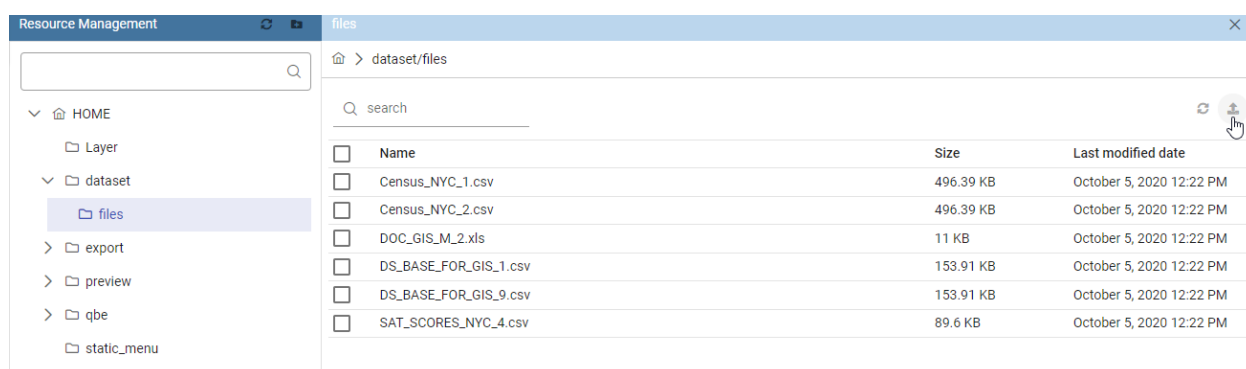 Resource Management
HOME
Layer
dataset
files
export
preview
qbe
static_menu
files
dataset/files
search
Name Size Last modified date
Census_NYC_1.csv 496.39 KB October 5, 2020 12:22 PM
Census_NYC_2.csv 496.39 KB October 5, 2020 12:22 PM
DOC_GIS_M_2.xls 11 KB October 5, 2020 12:22 PM
DS_BASE_FOR_GIS_1.csv 153.91 KB October 5, 2020 12:22 PM
DS_BASE_FOR_GIS_9.csv 153.91 KB October 5, 2020 12:22 PM
SAT_SCORES_NYC_4.csv 89.6 KB October 5, 2020 12:22 PM